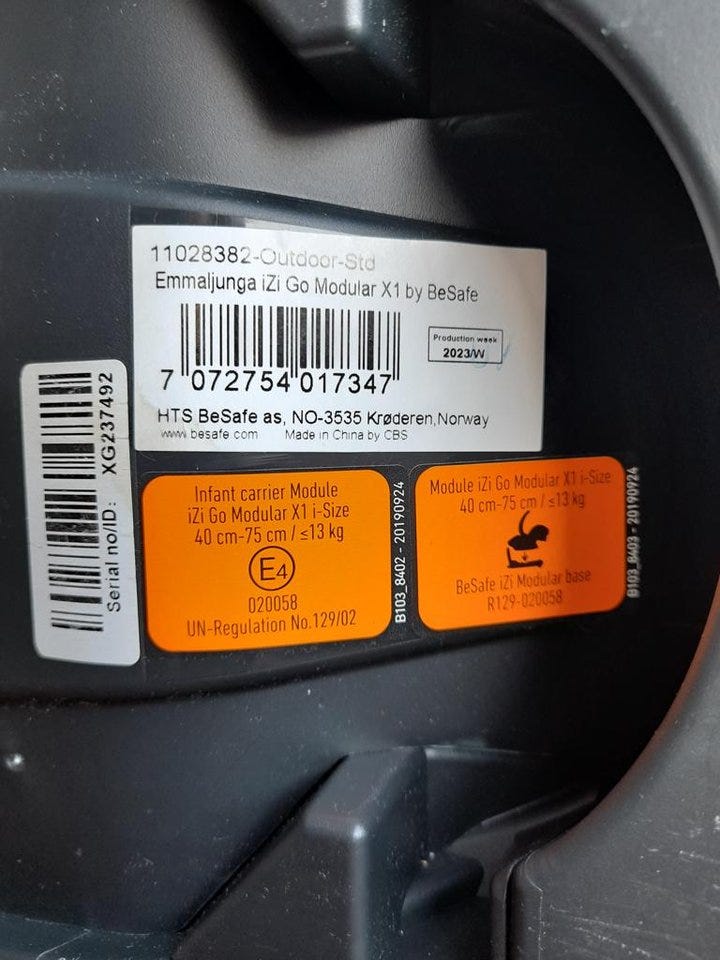 11028382-Outdoor-Std
Emmaljunga iZi Go Modular X1 by BeSafe
Production week
2023/W
7 072754 017347
HTS BeSafe as, NO-3535 Krøderen, Norway
www.besafe.com Made in China by CBS
Serial no/ID: XG237492
Infant carrier Module
iZi Go Modular X1 i-Size
40 cm-75 cm / ≤13 kg
E4
020058
UN-Regulation No.129/02
B103_8402 - 20190924
Module iZi Go Modular X1 i-Size
40 cm-75 cm / ≤13 kg
BeSafe iZi Modular base
R129-020058
B103_8403 - 20190924